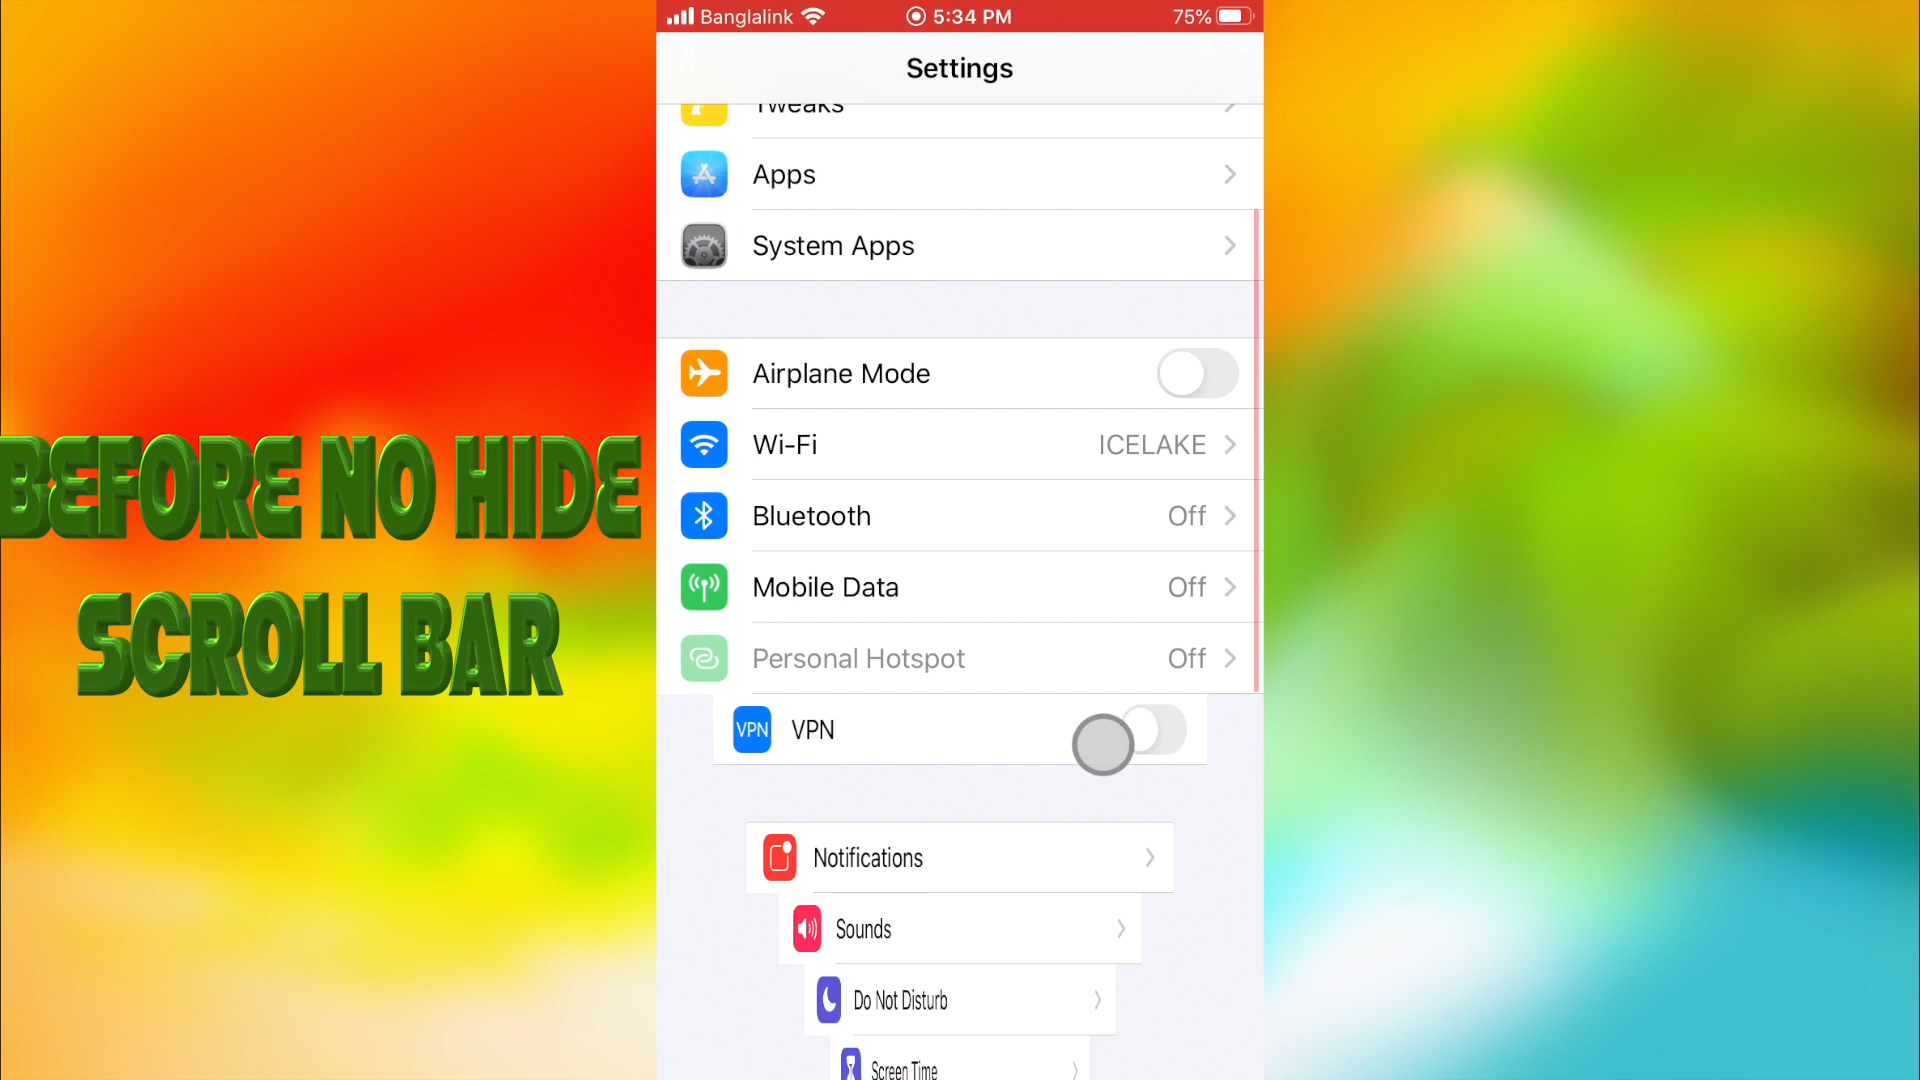 Banglalink 5:34 PM 75%
Settings
Tweaks
Apps
System Apps
Airplane Mode
Wi-Fi ICELAKE
Bluetooth Off
Mobile Data Off
Personal Hotspot Off
VPN VPN
Notifications
Sounds
Do Not Disturb
Screen Time
BEFORE NO HIDE
SCROLL BAR